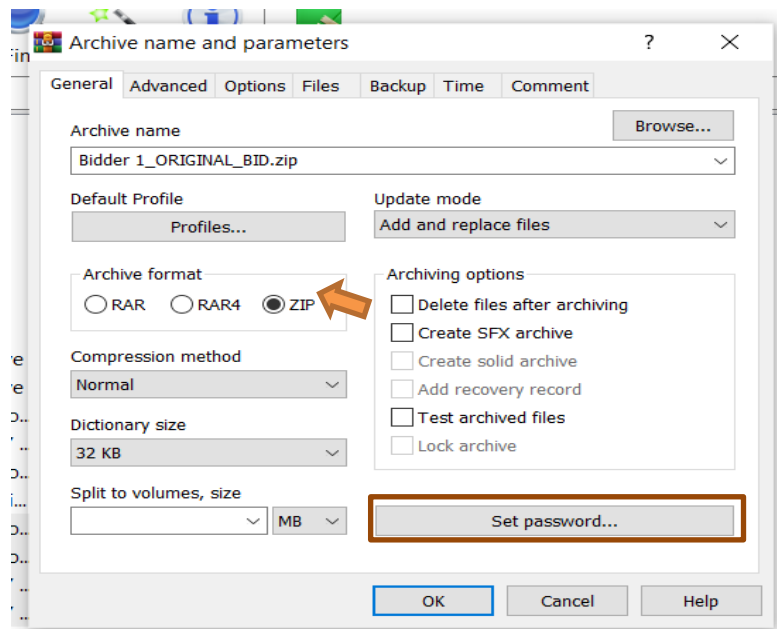 Fin
Archive name and parameters
?
General Advanced Options Files Backup Time Comment
Archive name
Browse...
Bidder 1_ORIGINAL_BID.zip
Default Profile
Update mode
Profiles...
Add and replace files
Archive format
Archiving options
RAR RAR4 ZIP
Delete files after archiving
Create SFX archive
Compression method
Create solid archive
Normal
Add recovery record
Dictionary size
Test archived files
32 KB
Lock archive
Split to volumes, size
MB
Set password...
OK Cancel Help